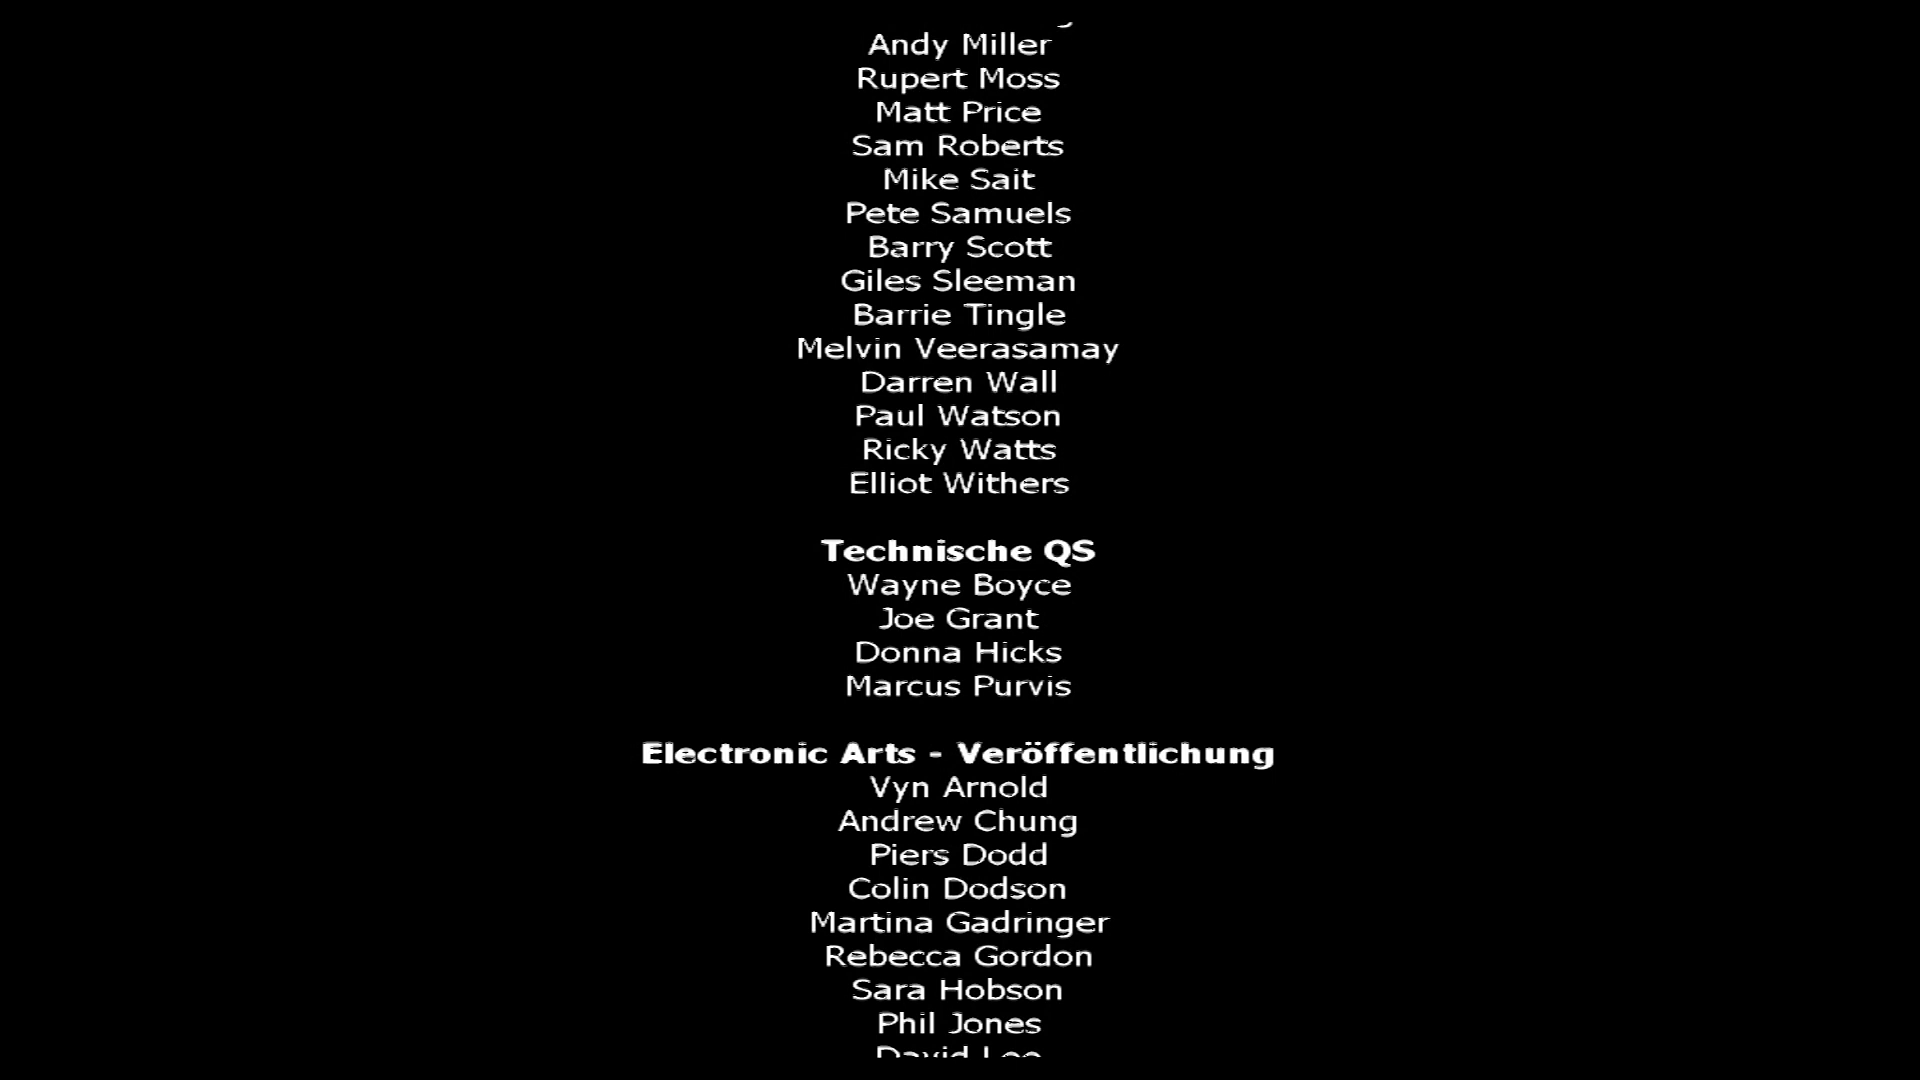 Andy Miller
Rupert Moss
Matt Price
Sam Roberts
Mike Sait
Pete Samuels
Barry Scott
Giles Sleeman
Barrie Tingle
Melvin Veerasamay
Darren Wall
Paul Watson
Ricky Watts
Elliot Withers
Technische QS
Wayne Boyce
Joe Grant
Donna Hicks
Marcus Purvis
Electronic Arts - Veröffentlichung
Vyn Arnold
Andrew Chung
Piers Dodd
Colin Dodson
Martina Gadringer
Rebecca Gordon
Sara Hobson
Phil Jones
David Lee